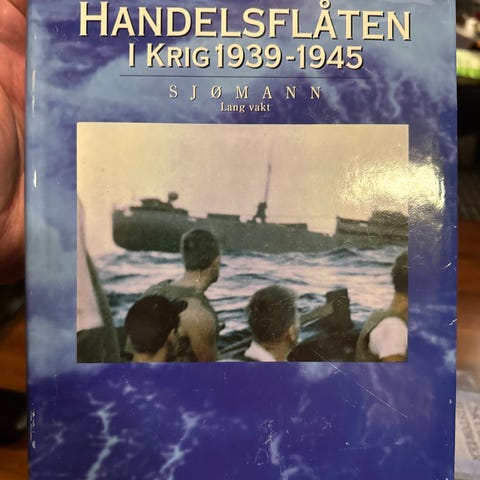 HANDELSFLÅTEN
I KRIG 1939-1945
SJØMANN
Lang vakt